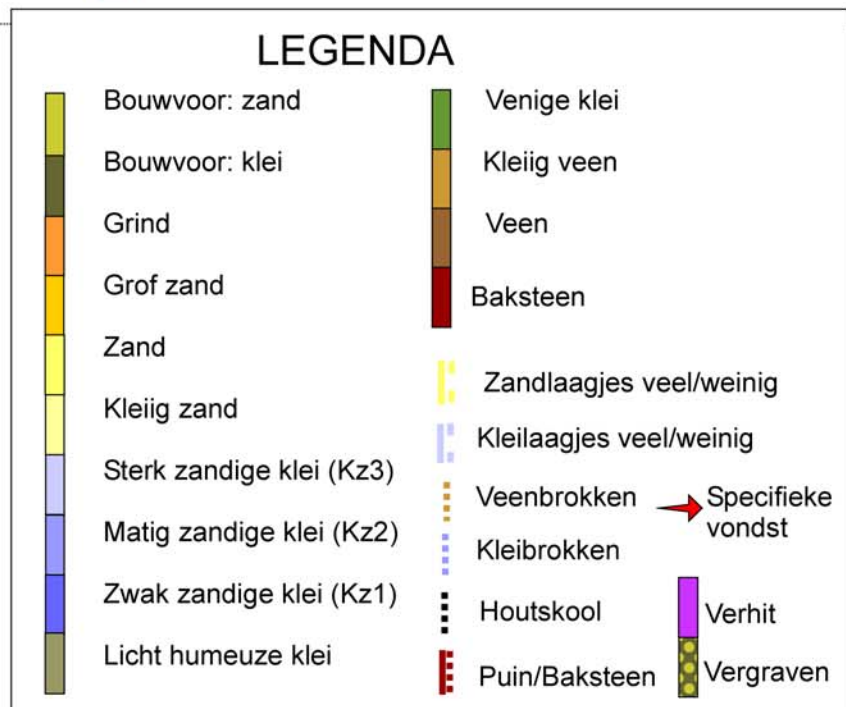 LEGENDA
Bouwvoor: zand
Bouwvoor: klei
Grind
Grof zand
Zand
Kleiig zand
Sterk zandige klei (Kz3)
Matig zandige klei (Kz2)
Zwak zandige klei (Kz1)
Licht humeuze klei
Venige klei
Kleiig veen
Veen
Baksteen
Zandlaagjes veel/weinig
Kleilaagjes veel/weinig
Veenbrokken
Kleibrokken
Houtskool
Puin/Baksteen
Specifieke
vondst
Verhit
Vergraven